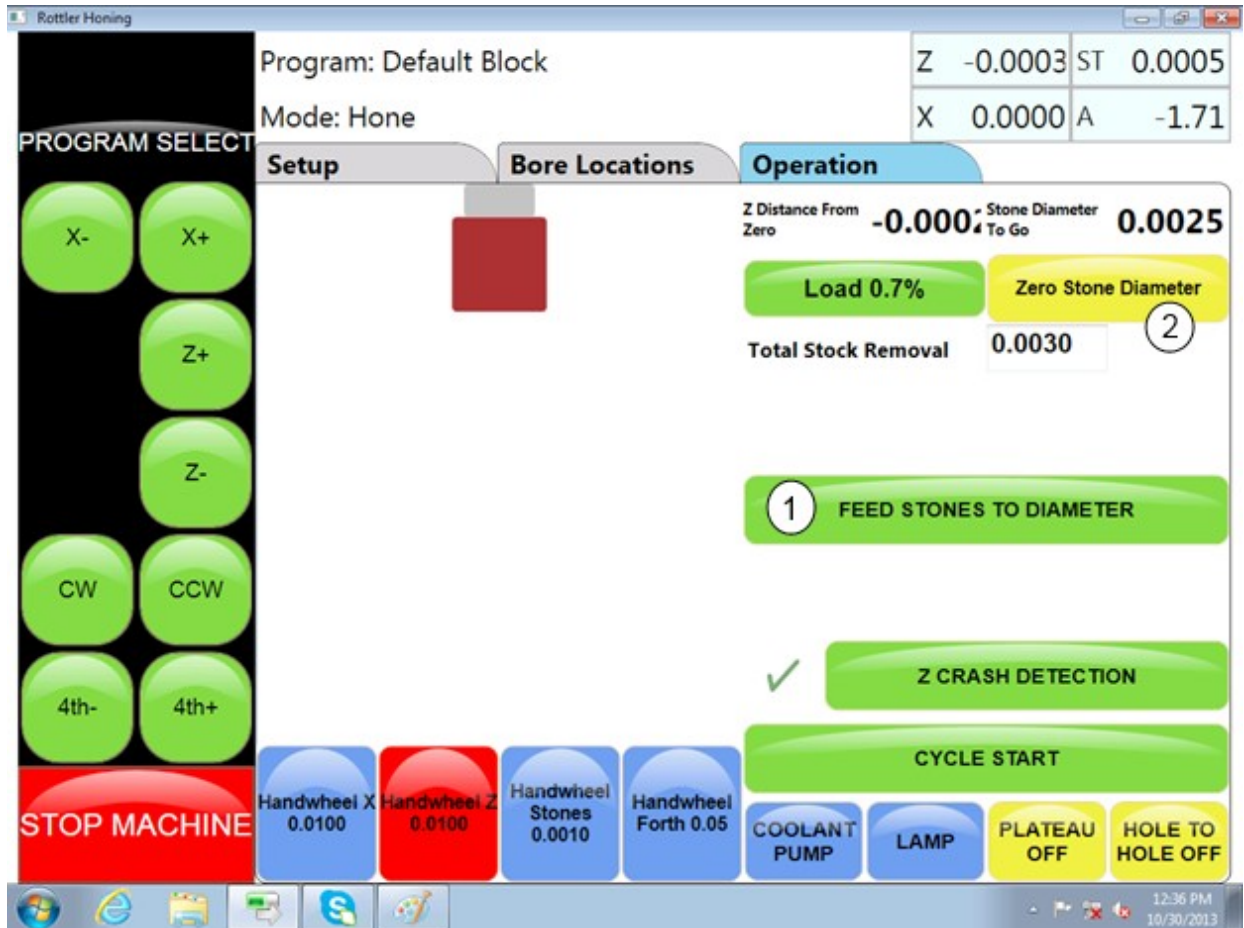 Rottler Honing
Program: Default Block
Mode: Hone
Z -0.0003 ST 0.0005
X 0.0000 A -1.71
PROGRAM SELECT
Setup
Bore Locations
Operation
X-
X+
Z+
Z-
CW
CCW
4th-
4th+
STOP MACHINE
Z Distance From
Zero
-0.000
Stone Diameter
To Go
0.0025
Load 0.7%
Zero Stone Diameter
2
Total Stock Removal
0.0030
1
FEED STONES TO DIAMETER
Z CRASH DETECTION
CYCLE START
Handwheel X
0.0100
Handwheel Z
0.0100
Handwheel
Stones
0.0010
Handwheel
Forth 0.05
COOLANT
PUMP
LAMP
PLATEAU
OFF
HOLE TO
HOLE OFF
12:36 PM
10/30/2013